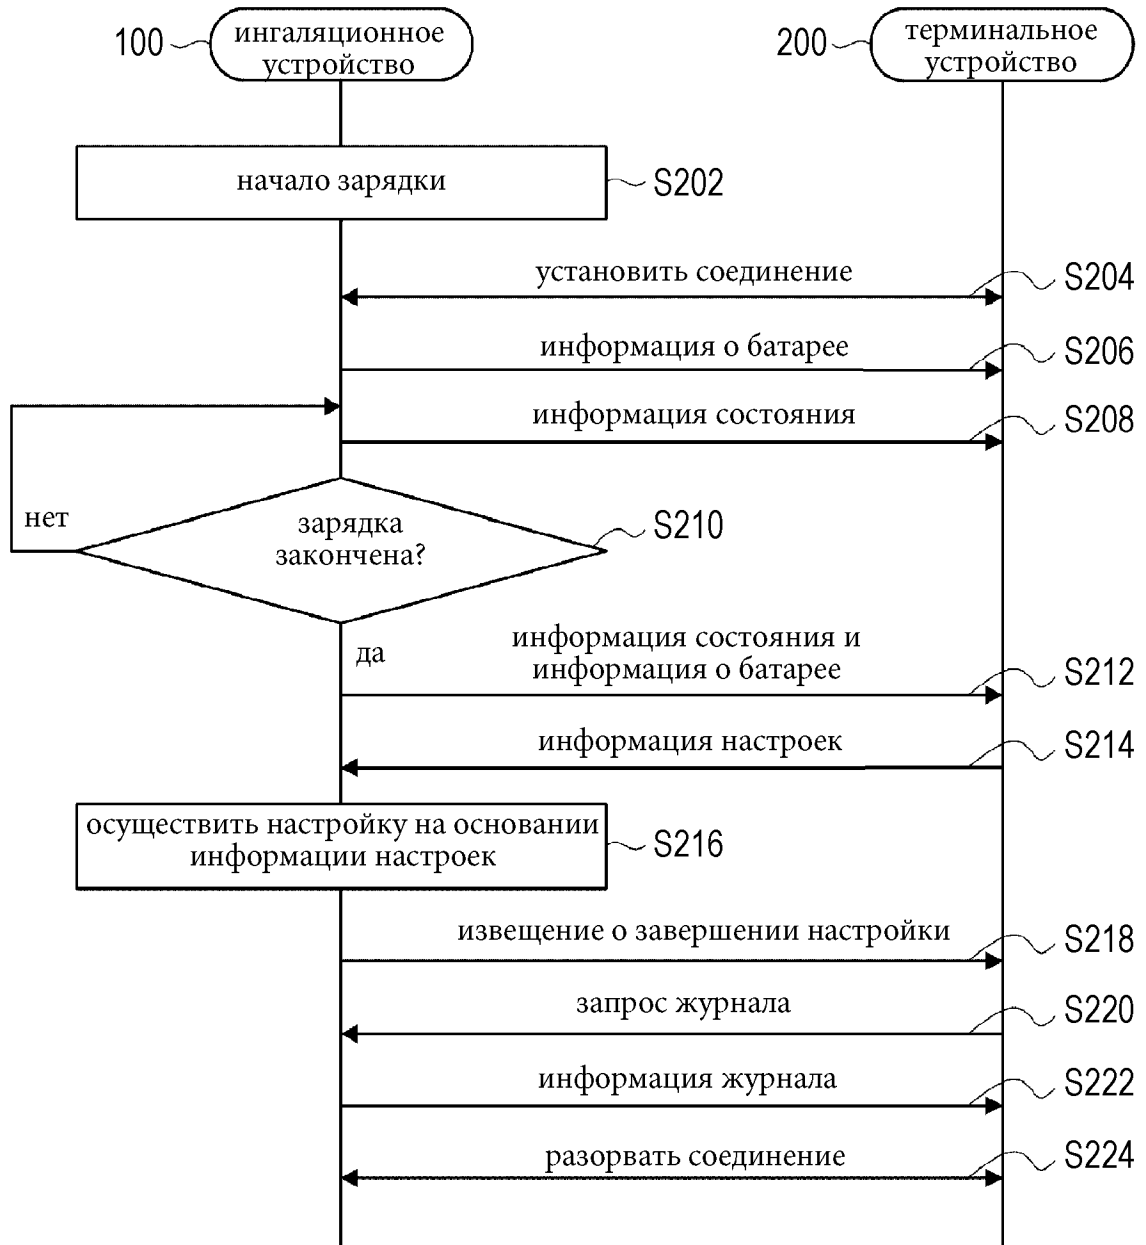 100
ингаляционное
устройство
200
терминальное
устройство
начало зарядки
S202
установить соединение
S204
информация о батарее
S206
информация состояния
S208
нет
зарядка
закончена?
S210
да
информация состояния и
информация о батарее
S212
информация настроек
S214
осуществить настройку на основании
информации настроек
S216
извещение о завершении настройки
S218
запрос журнала
S220
информация журнала
S222
разорвать соединение
S224